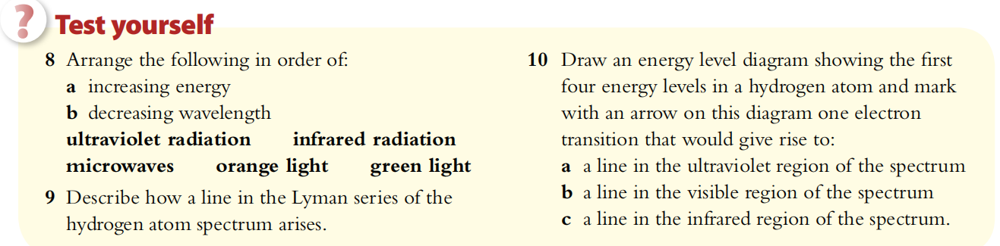 ? Test yourself
8 Arrange the following in order of:
a increasing energy
b decreasing wavelength
ultraviolet radiation infrared radiation
microwaves orange light green light
9 Describe how a line in the Lyman series of the
hydrogen atom spectrum arises.
10 Draw an energy level diagram showing the first
four energy levels in a hydrogen atom and mark
with an arrow on this diagram one electron
transition that would give rise to:
a a line in the ultraviolet region of the spectrum
b a line in the visible region of the spectrum
c a line in the infrared region of the spectrum.